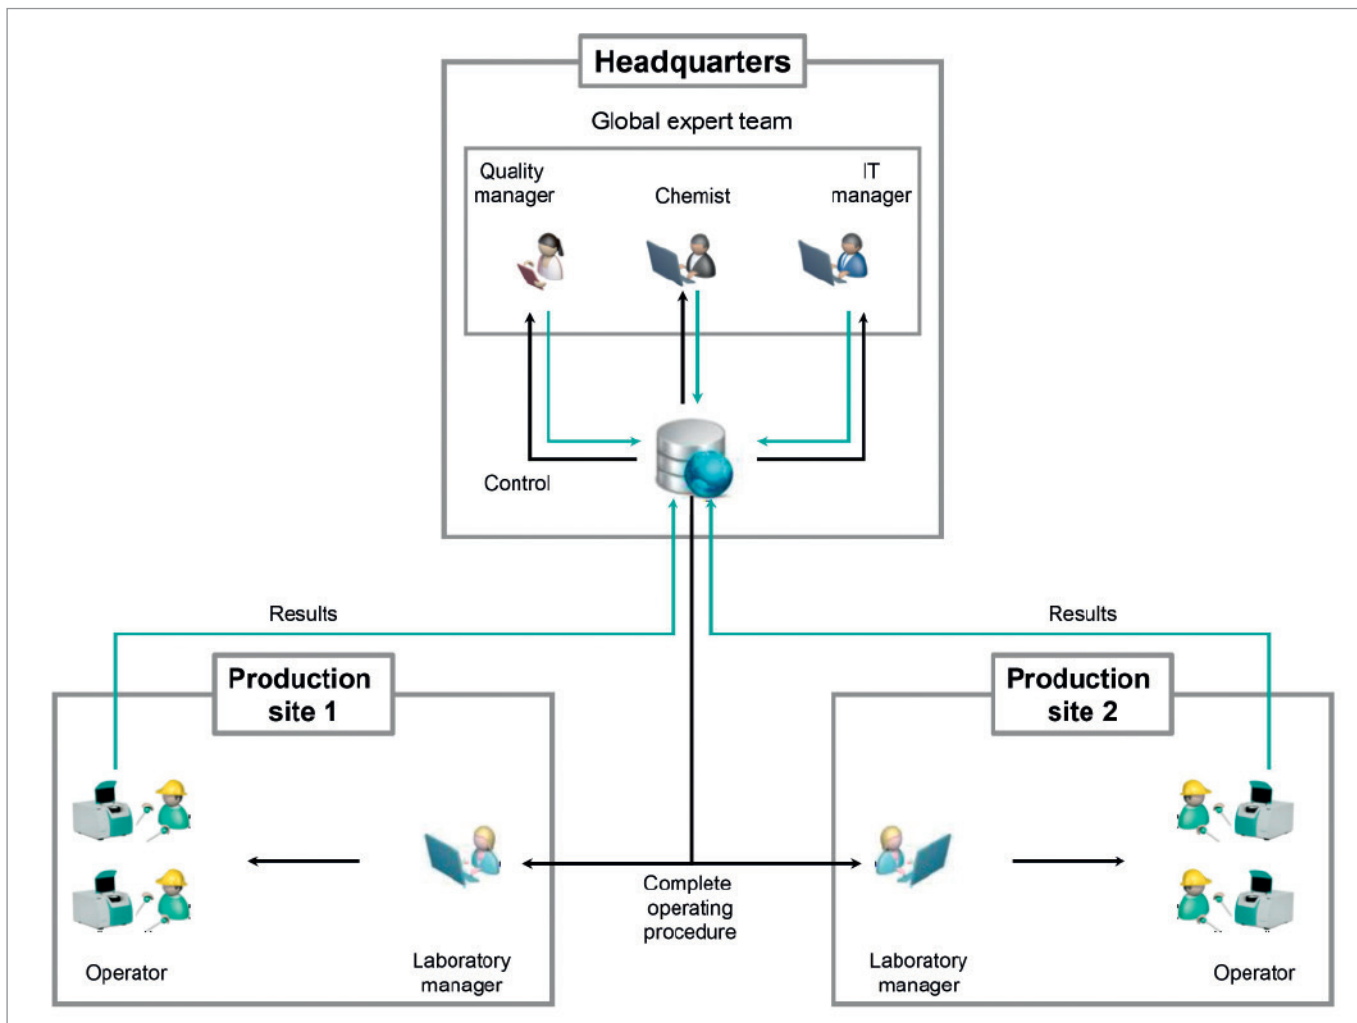 Headquarters
Global expert team
Quality
manager
Chemist
IT
manager
Control
Results
Results
Production
site 1
Production
site 2
Complete
operating
procedure
Operator
Laboratory
manager
Laboratory
manager
Operator